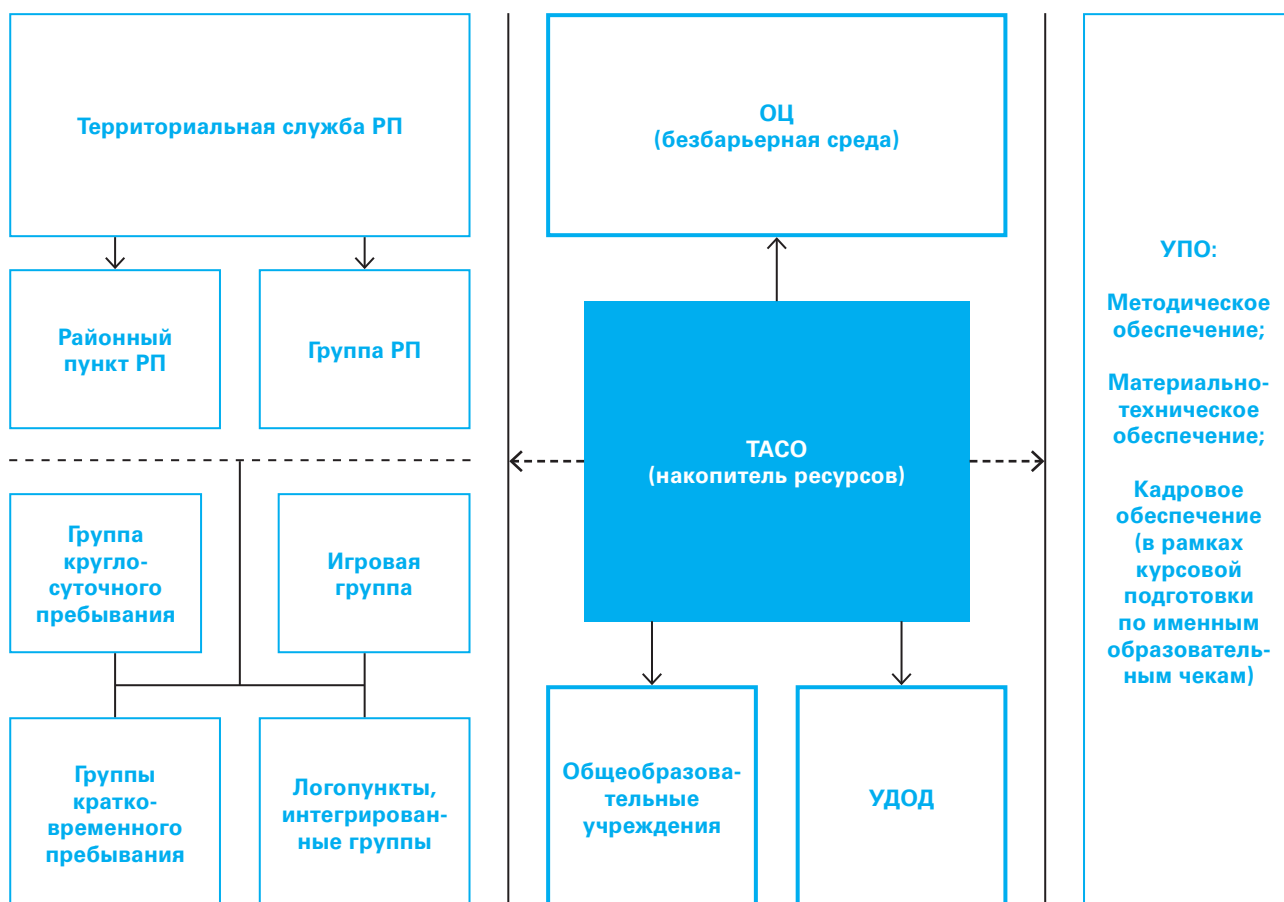 Территориальная служба РП
Районный
пункт РП
Группа РП
Группа
кругло-
суточного
пребывания
Игровая
группа
Группы
кратко-
временного
пребывания
Логопункты,
интегрирован-
ные группы
ОЦ
(безбарьерная среда)
ТАСО
(накопитель ресурсов)
Общеобразова-
тельные
учреждения
УДОД
УПО:
Методическое
обеспечение;
Материально-
техническое
обеспечение;
Кадровое
обеспечение
(в рамках
курсовой
подготовки
по именным
образователь-
ным чекам)